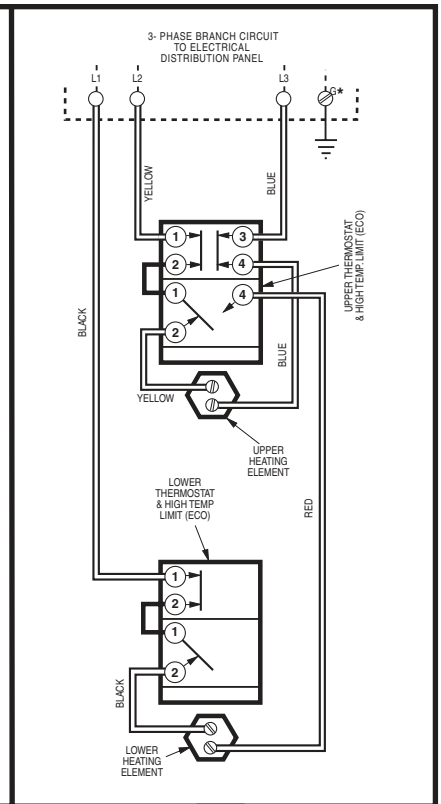 3- PHASE BRANCH CIRCUIT
TO ELECTRICAL
DISTRIBUTION PANEL
L1
L2
L3
G*
YELLOW
BLUE
BLACK
1
3
2
4
1
4
2
UPPER THERMOSTAT
& HIGH TEMP. LIMIT (ECO)
YELLOW
BLUE
UPPER
HEATING
ELEMENT
RED
LOWER
THERMOSTAT
& HIGH TEMP
LIMIT (ECO)
1
2
1
2
BLACK
LOWER
HEATING
ELEMENT